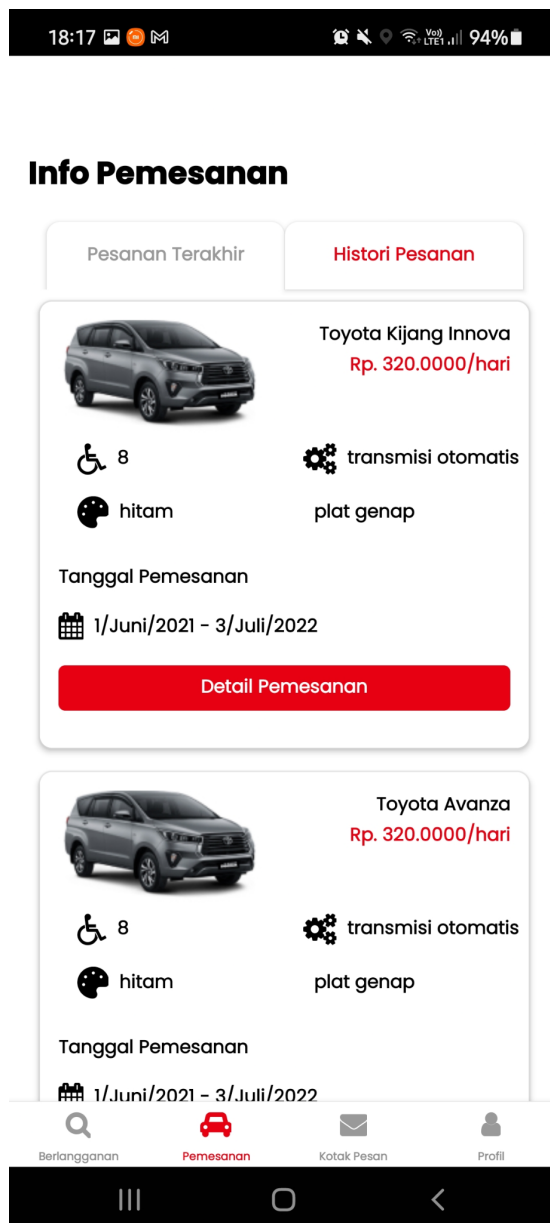 18:17 94%
Info Pemesanan
Pesanan Terakhir Histori Pesanan
Toyota Kijang Innova
Rp. 320.0000/hari
8 transmisi otomatis
hitam plat genap
Tanggal Pemesanan
1/Juni/2021 - 3/Juli/2022
Detail Pemesanan
Toyota Avanza
Rp. 320.0000/hari
8 transmisi otomatis
hitam plat genap
Tanggal Pemesanan
1/Juni/2021 - 3/Juli/2022
Berlangganan Pemesanan Kotak Pesan Profil